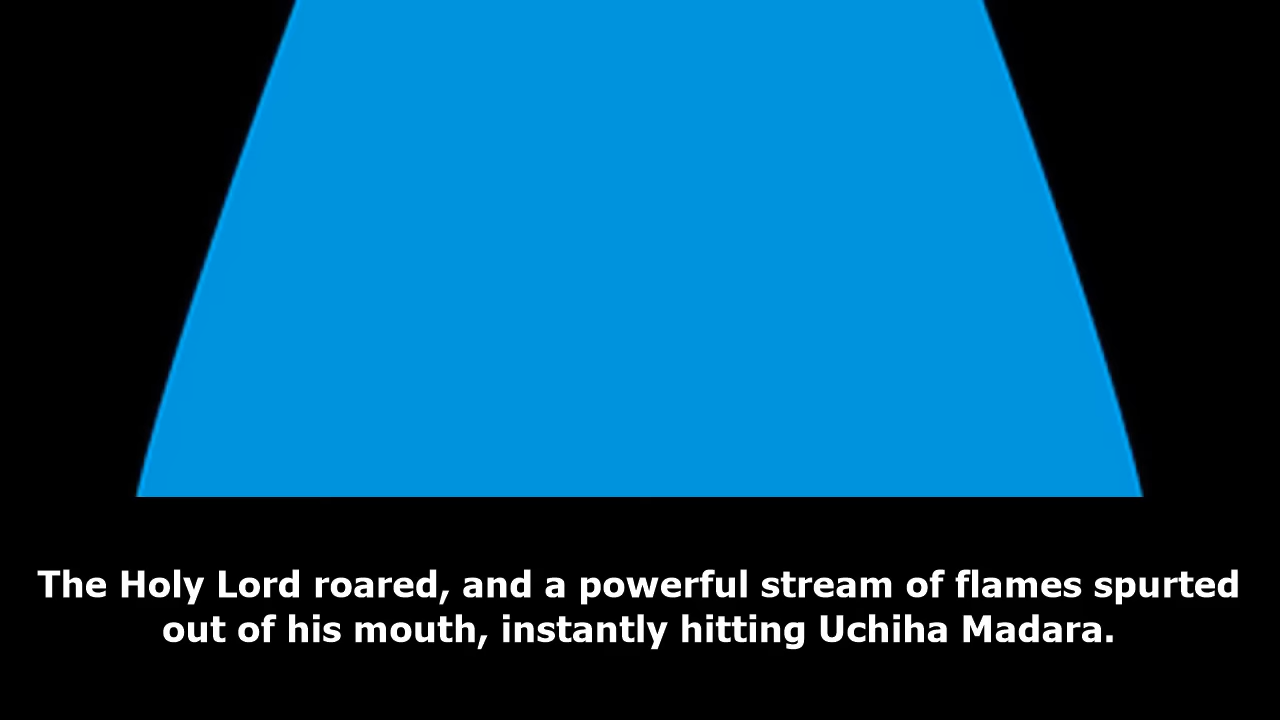 The Holy Lord roared, and a powerful stream of flames spurted
out of his mouth, instantly hitting Uchiha Madara.